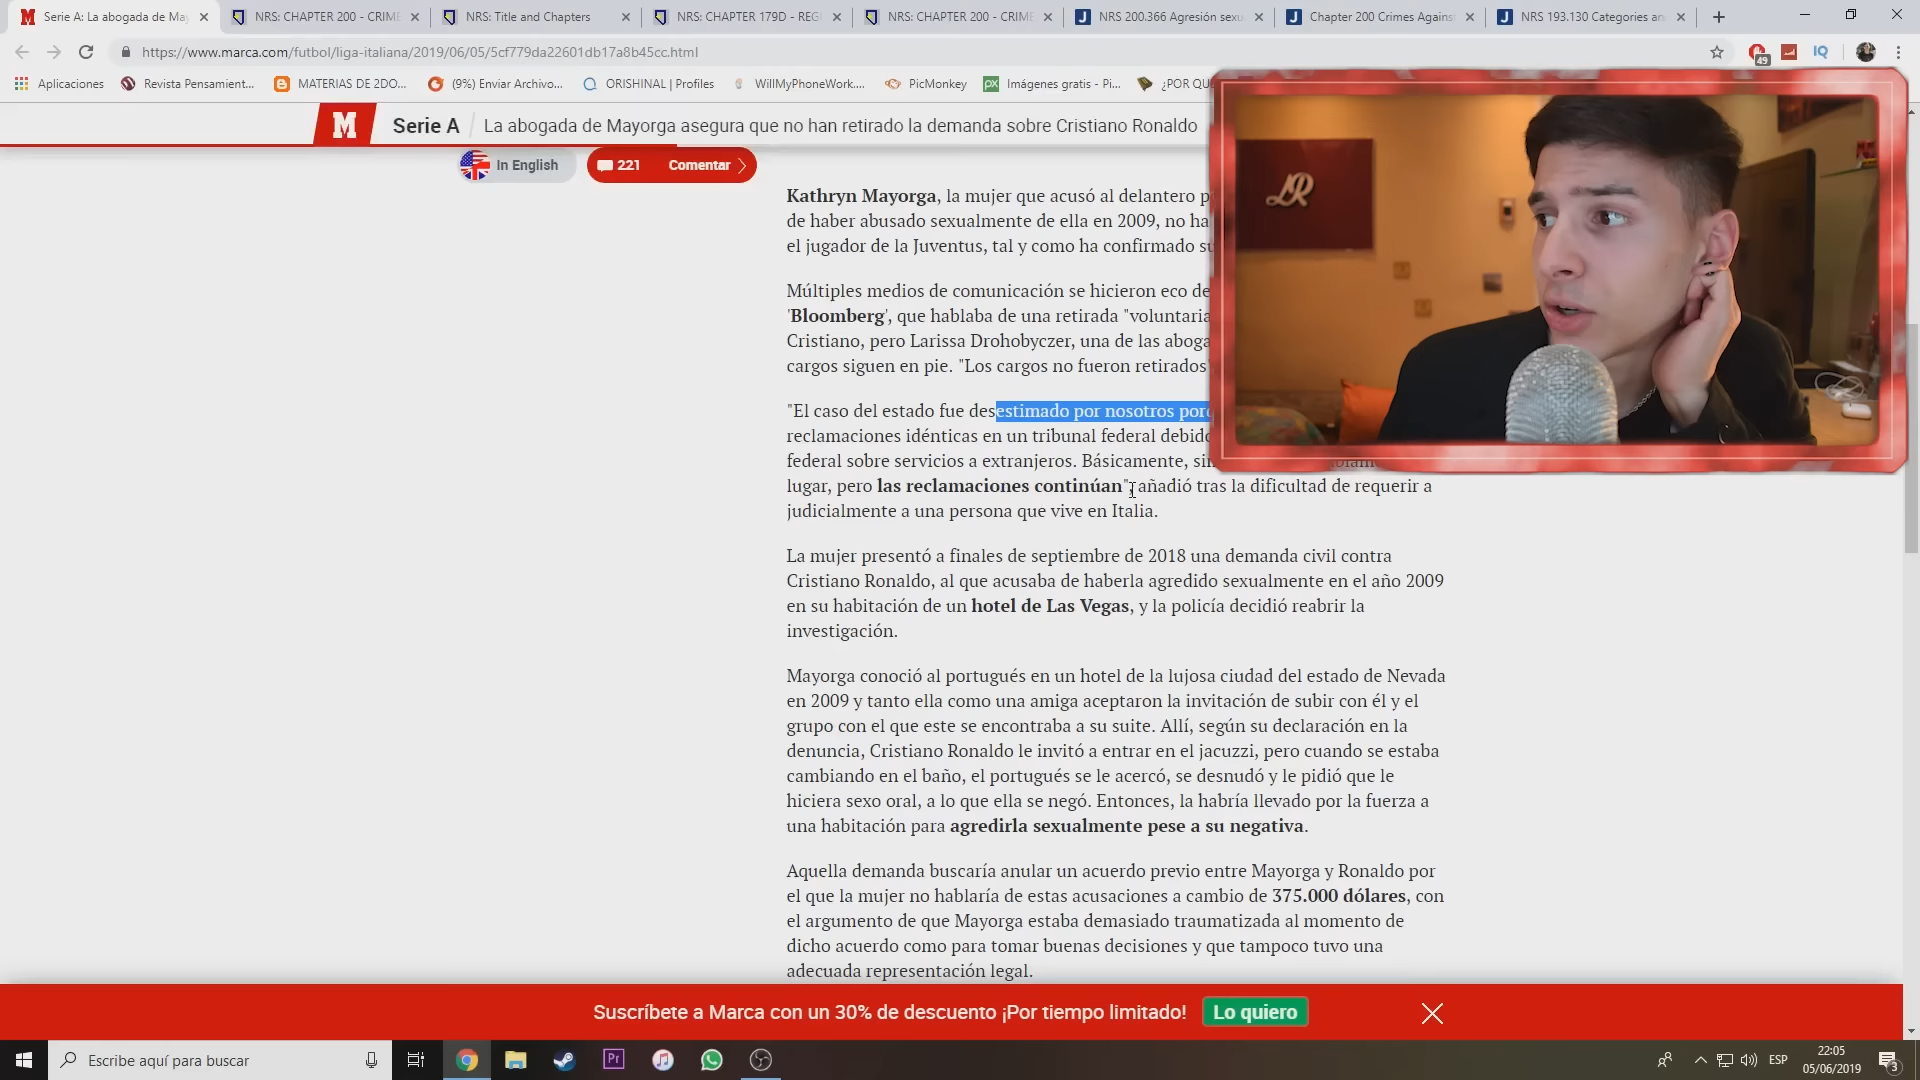 Serie A: La abogada de Ma
NRS: CHAPTER 200 - CRIME
NRS: Title and Chapters
NRS: CHAPTER 179D - REG
NRS: CHAPTER 200 - CRIME
NRS 200.366 Agresión sexu
Chapter 200 Crimes Agains
NRS 193.130 Categories an
https://www.marca.com/futbol/liga-italiana/2019/06/05/5cf779da22601db17a8b45cc.html
49
IQ
Aplicaciones
Revista Pensamient...
MATERIAS DE 2DO...
(9%) Enviar Archivo...
ORISHINAL | Profiles
WillMyPhoneWork....
PicMonkey
px
Imágenes gratis - Pi...
¿POR QU
M
Serie A
La abogada de Mayorga asegura que no han retirado la demanda sobre Cristiano Ronaldo
In English
221
Comentar
Kathryn Mayorga, la mujer que acusó al delantero p
de haber abusado sexualmente de ella en 2009, no ha
el jugador de la Juventus, tal y como ha confirmado su
Múltiples medios de comunicación se hicieron eco de
'Bloomberg', que hablaba de una retirada "voluntaria
Cristiano, pero Larissa Drohobyczer, una de las aboga
cargos siguen en pie. "Los cargos no fueron retirados"
"El caso del estado fue desestimado por nosotros porq
reclamaciones idénticas en un tribunal federal debido
federal sobre servicios a extranjeros. Básicamente, sim
lugar, pero las reclamaciones continúan", añadió tras la dificultad de requerir a
judicialmente a una persona que vive en Italia.
La mujer presentó a finales de septiembre de 2018 una demanda civil contra
Cristiano Ronaldo, al que acusaba de haberla agredido sexualmente en el año 2009
en su habitación de un hotel de Las Vegas, y la policía decidió reabrir la
investigación.
Mayorga conoció al portugués en un hotel de la lujosa ciudad del estado de Nevada
en 2009 y tanto ella como una amiga aceptaron la invitación de subir con él y el
grupo con el que este se encontraba a su suite. Allí, según su declaración en la
denuncia, Cristiano Ronaldo le invitó a entrar en el jacuzzi, pero cuando se estaba
cambiando en el baño, el portugués se le acercó, se desnudó y le pidió que le
hiciera sexo oral, a lo que ella se negó. Entonces, la habría llevado por la fuerza a
una habitación para agredirla sexualmente pese a su negativa.
Aquella demanda buscaría anular un acuerdo previo entre Mayorga y Ronaldo por
el que la mujer no hablaría de estas acusaciones a cambio de 375.000 dólares, con
el argumento de que Mayorga estaba demasiado traumatizada al momento de
dicho acuerdo como para tomar buenas decisiones y que tampoco tuvo una
adecuada representación legal.
Suscríbete a Marca con un 30% de descuento ¡Por tiempo limitado!
Lo quiero
Escribe aquí para buscar
Pr
ESP
22:05
05/06/2019
3